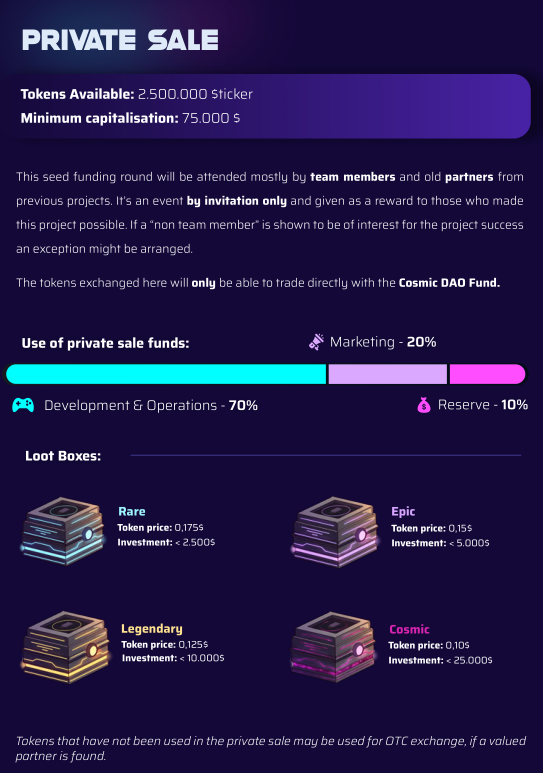 PRIVATE SALE
Tokens Available: 2.500.000 $ticker
Minimum capitalisation: 75.000 $
This seed funding round will be attended mostly by team members and old partners from
previous projects. It's an event by invitation only and given as a reward to those who made
this project possible. If a "non team member" is shown to be of interest for the project success
an exception might be arranged.
The tokens exchanged here will only be able to trade directly with the Cosmic DAO Fund.
Use of private sale funds:
Marketing - 20%
Development & Operations - 70%
Reserve - 10%
Loot Boxes:
Rare
Token price: 0,175$
Investment: < 2.500$
Epic
Token price: 0,15$
Investment: < 5.000$
Legendary
Token price: 0,125$
Investment: < 10.000$
Cosmic
Token price: 0,10$
Investment: < 25.000$
Tokens that have not been used in the private sale may be used for OTC exchange, if a valued
partner is found.